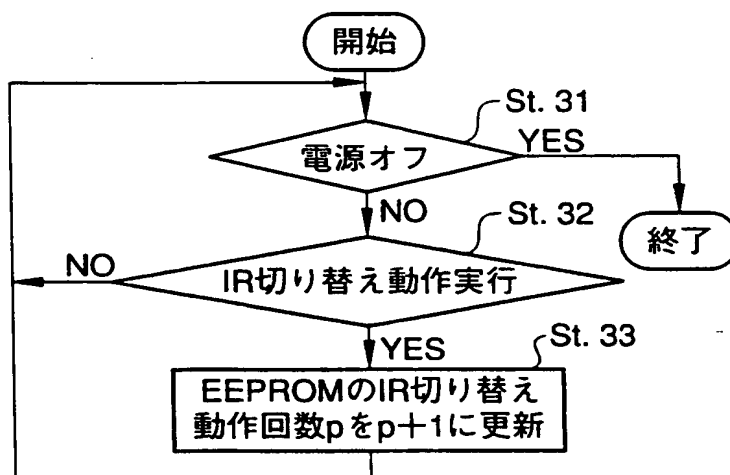 開始
St. 31
電源オフ
YES
NO
終了
St. 32
IR切り替え動作実行
NO
YES
St. 33
EEPROMのIR切り替え
動作回数pをp+1に更新